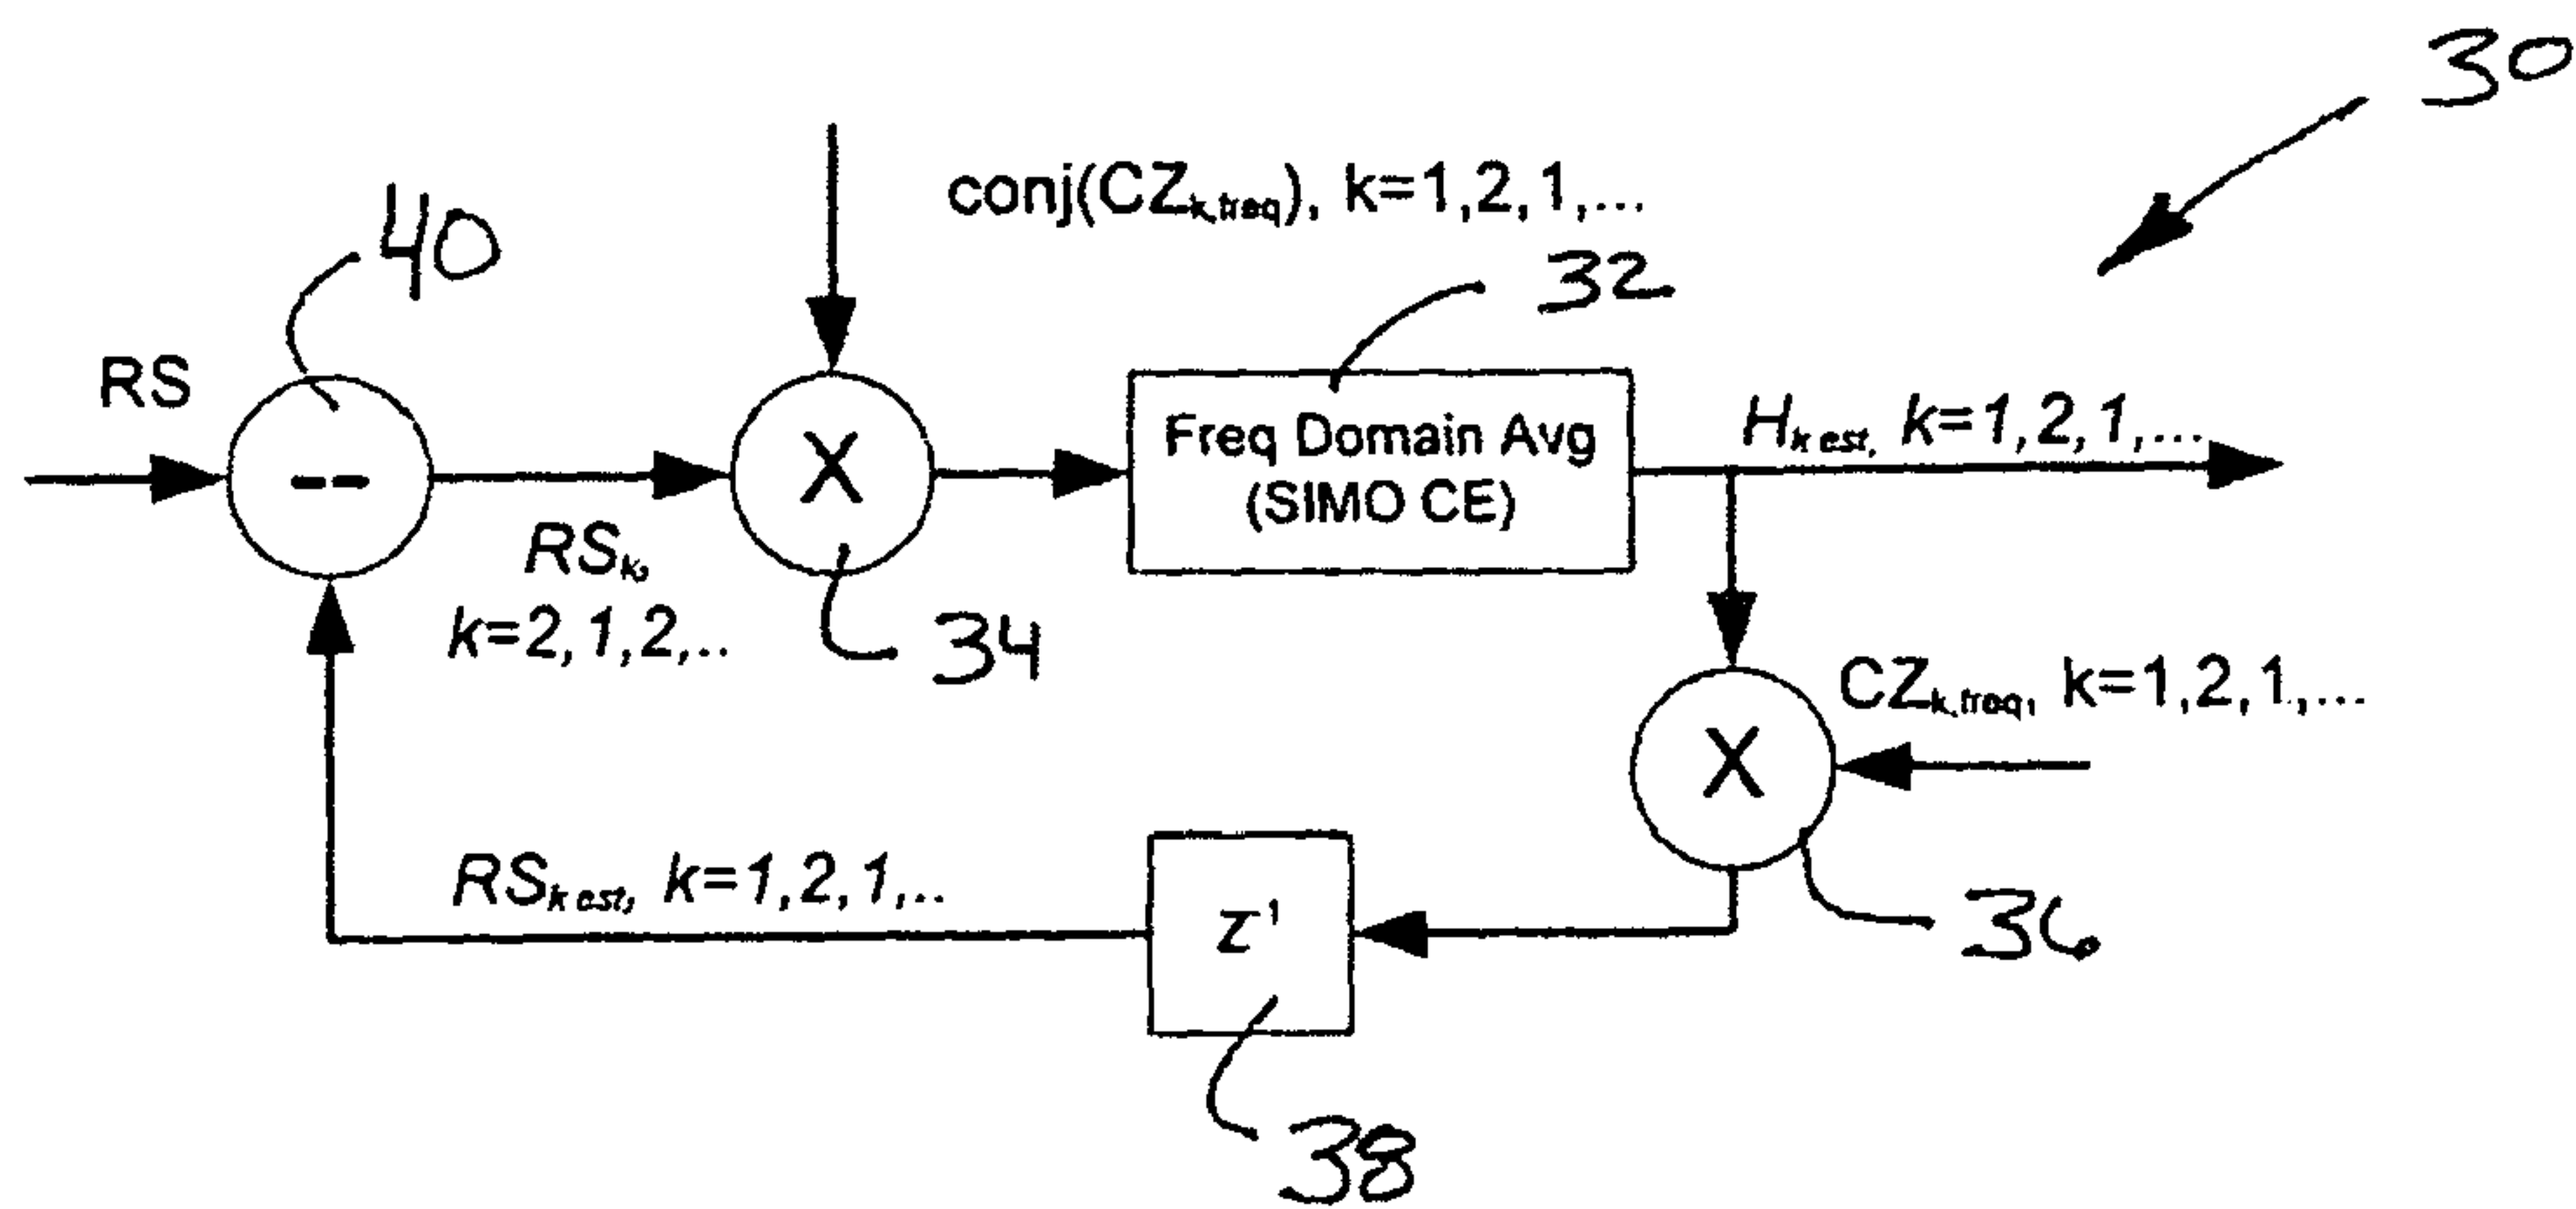 30
conj(CZk,freq), k=1,2,1,...
40
32
RS
--
X
Freq Domain Avg
(SIMO CE)
Hk est, k=1,2,1,...
RSk,
k=2,1,2,..
34
CZk,freq, k=1,2,1,...
X
RSk est, k=1,2,1,..
z-1
36
38